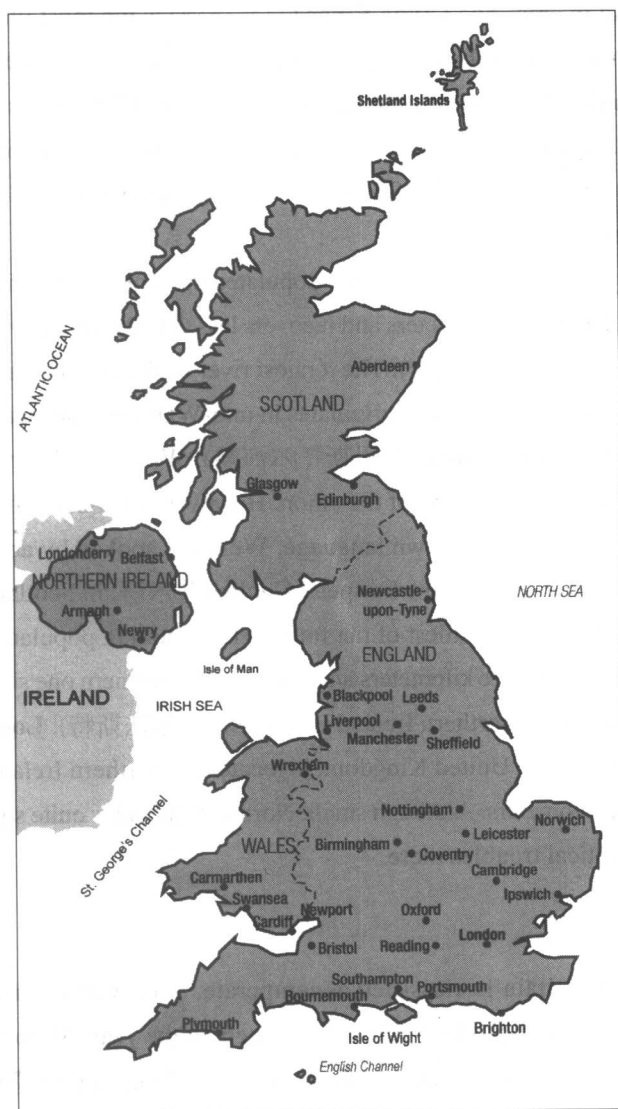 Shetland Islands
ATLANTIC OCEAN
Aberdeen
SCOTLAND
Glasgow
Edinburgh
Londonderry
Belfast
NORTHERN IRELAND
Armagh
Newry
Newcastle-
upon-Tyne
NORTH SEA
Isle of Man
ENGLAND
IRELAND
IRISH SEA
Blackpool
Leeds
Liverpool
Manchester
Sheffield
Wrexham
St. George's Channel
Nottingham
Norwich
Leicester
WALES
Birmingham
Coventry
Cambridge
Carmarthen
Ipswich
Swansea
Newport
Oxford
Cardiff
Bristol
Reading
London
Southampton
Portsmouth
Bournemouth
Plymouth
Brighton
Isle of Wight
English Channel